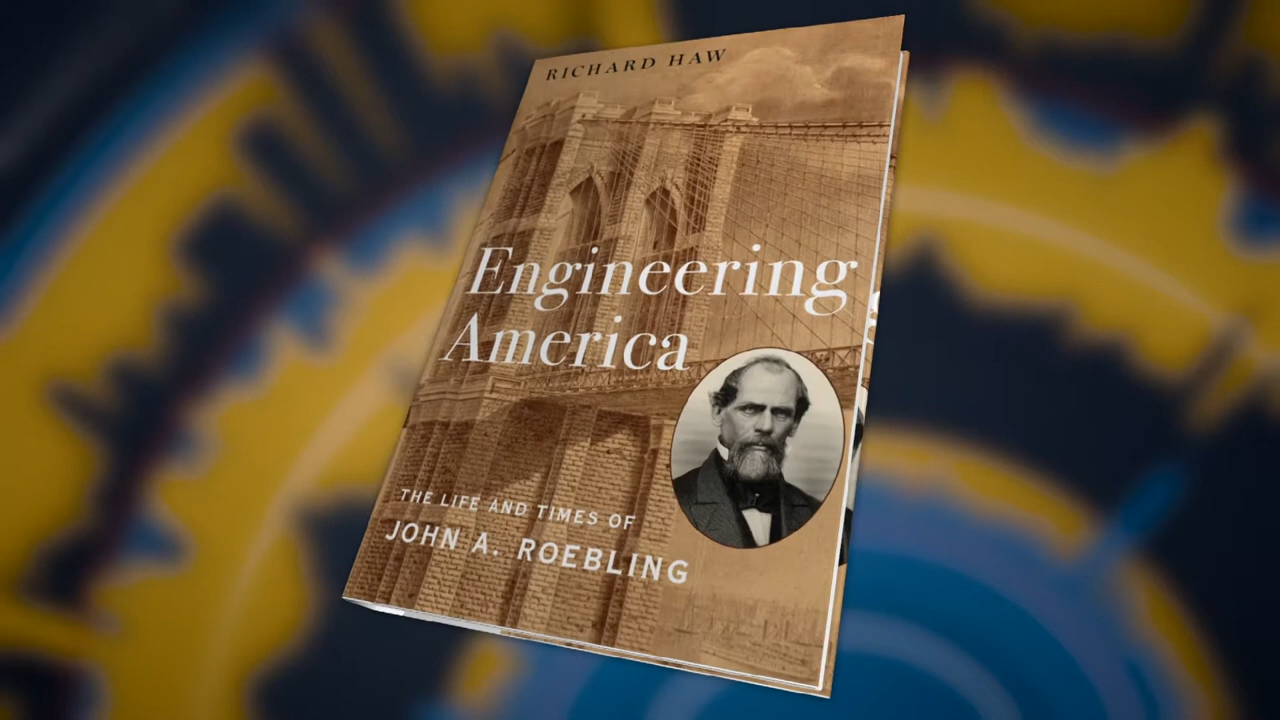 RICHARD HAW
Engineering
America
THE LIFE AND TIMES OF
JOHN A. ROEBLING